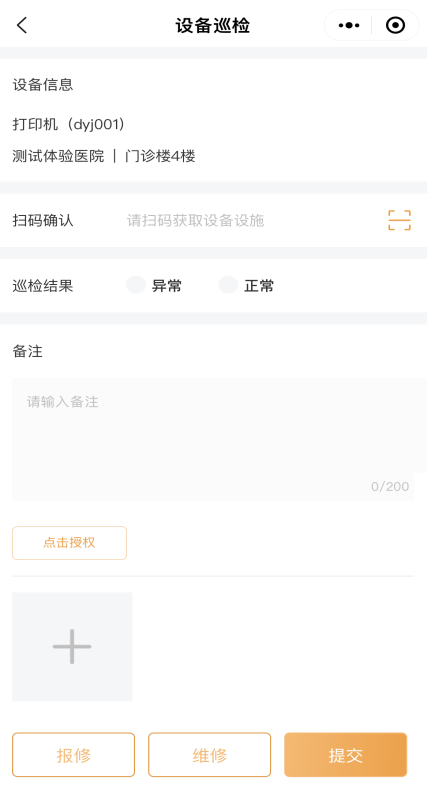 设备巡检
设备信息
打印机（dyj001）
测试体验医院 | 门诊楼4楼
扫码确认 请扫码获取设备设施
巡检结果 异常 正常
备注
请输入备注
0/200
点击授权
报修 维修 提交